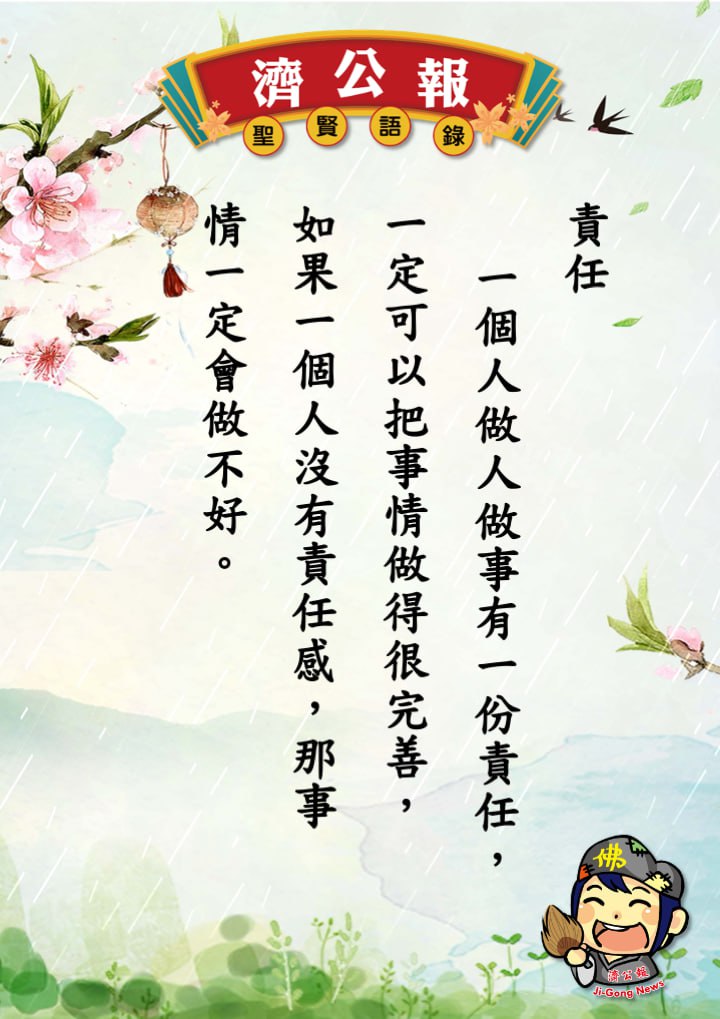 濟公報
聖賢語錄
責任
一個人做人做事有一份責任，
一定可以把事情做得很完善，
如果一個人沒有責任感，那事
情一定會做不好。
佛
濟公報
Ji-Gong News